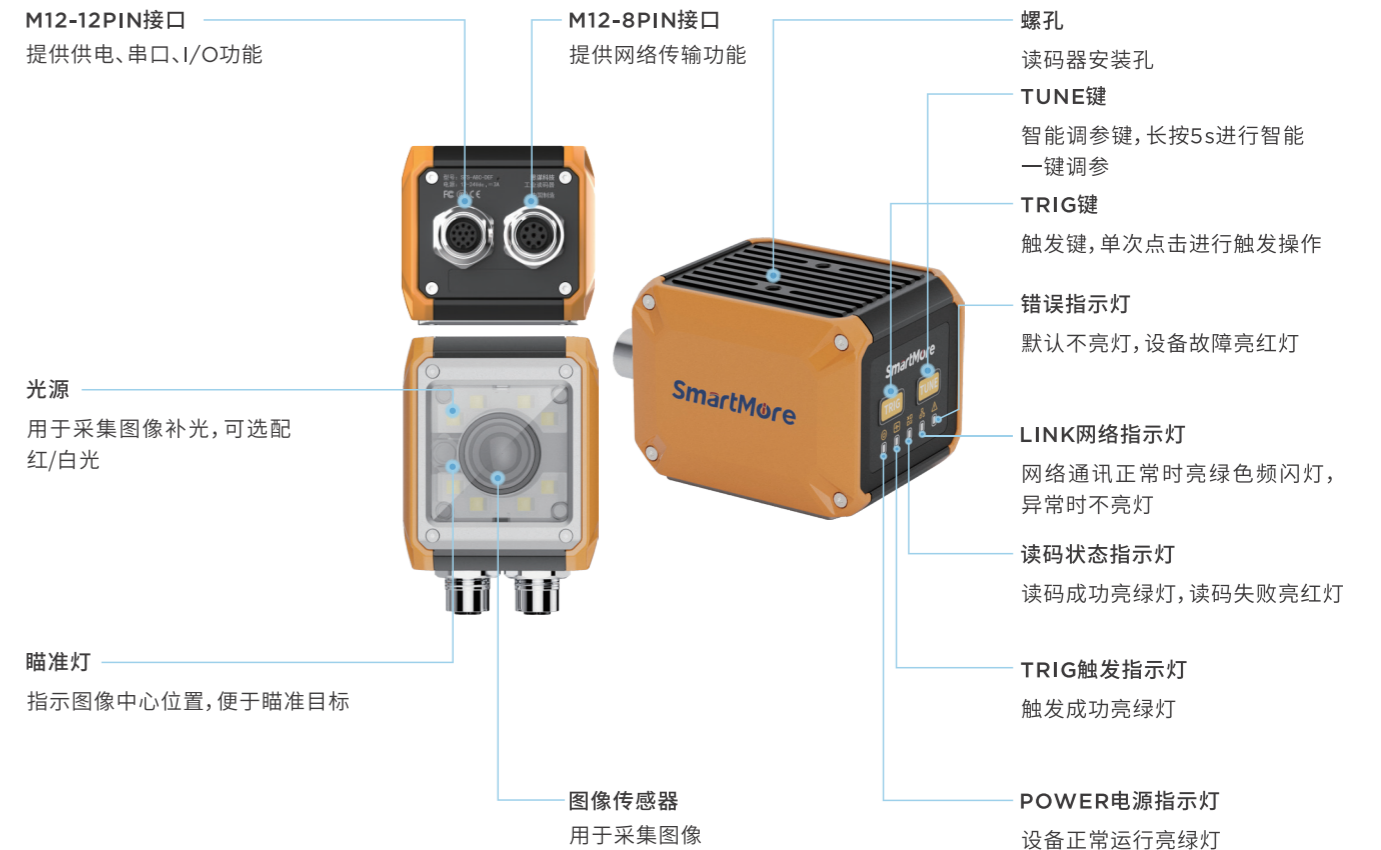 M12-12PIN接口
提供供电、串口、I/O功能
M12-8PIN接口
提供网络传输功能
螺孔
读码器安装孔
TUNE键
智能调参键,长按5s进行智能
一键调参
TRIG键
触发键,单次点击进行触发操作
错误指示灯
默认不亮灯,设备故障亮红灯
LINK网络指示灯
网络通讯正常时亮绿色频闪灯,
异常时不亮灯
读码状态指示灯
读码成功亮绿灯,读码失败亮红灯
TRIG触发指示灯
触发成功亮绿灯
POWER电源指示灯
设备正常运行亮绿灯
光源
用于采集图像补光,可选配
红/白光
瞄准灯
指示图像中心位置,便于瞄准目标
图像传感器
用于采集图像
SmartMore
SmartMore
TRIG
TUNE